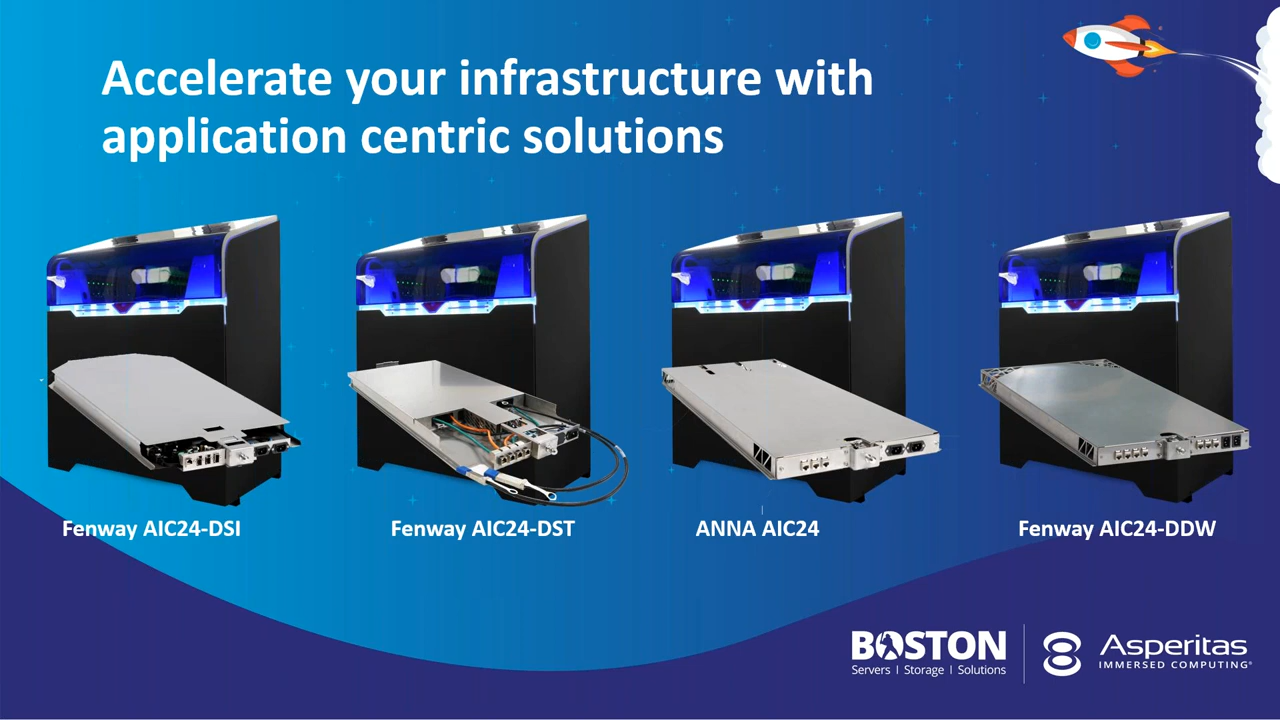 Accelerate your infrastructure with
application centric solutions
Fenway AIC24-DSI
Fenway AIC24-DST
ANNA AIC24
Fenway AIC24-DDW
BOSTON
Servers | Storage | Solutions
Asperitas
IMMERSED COMPUTING®